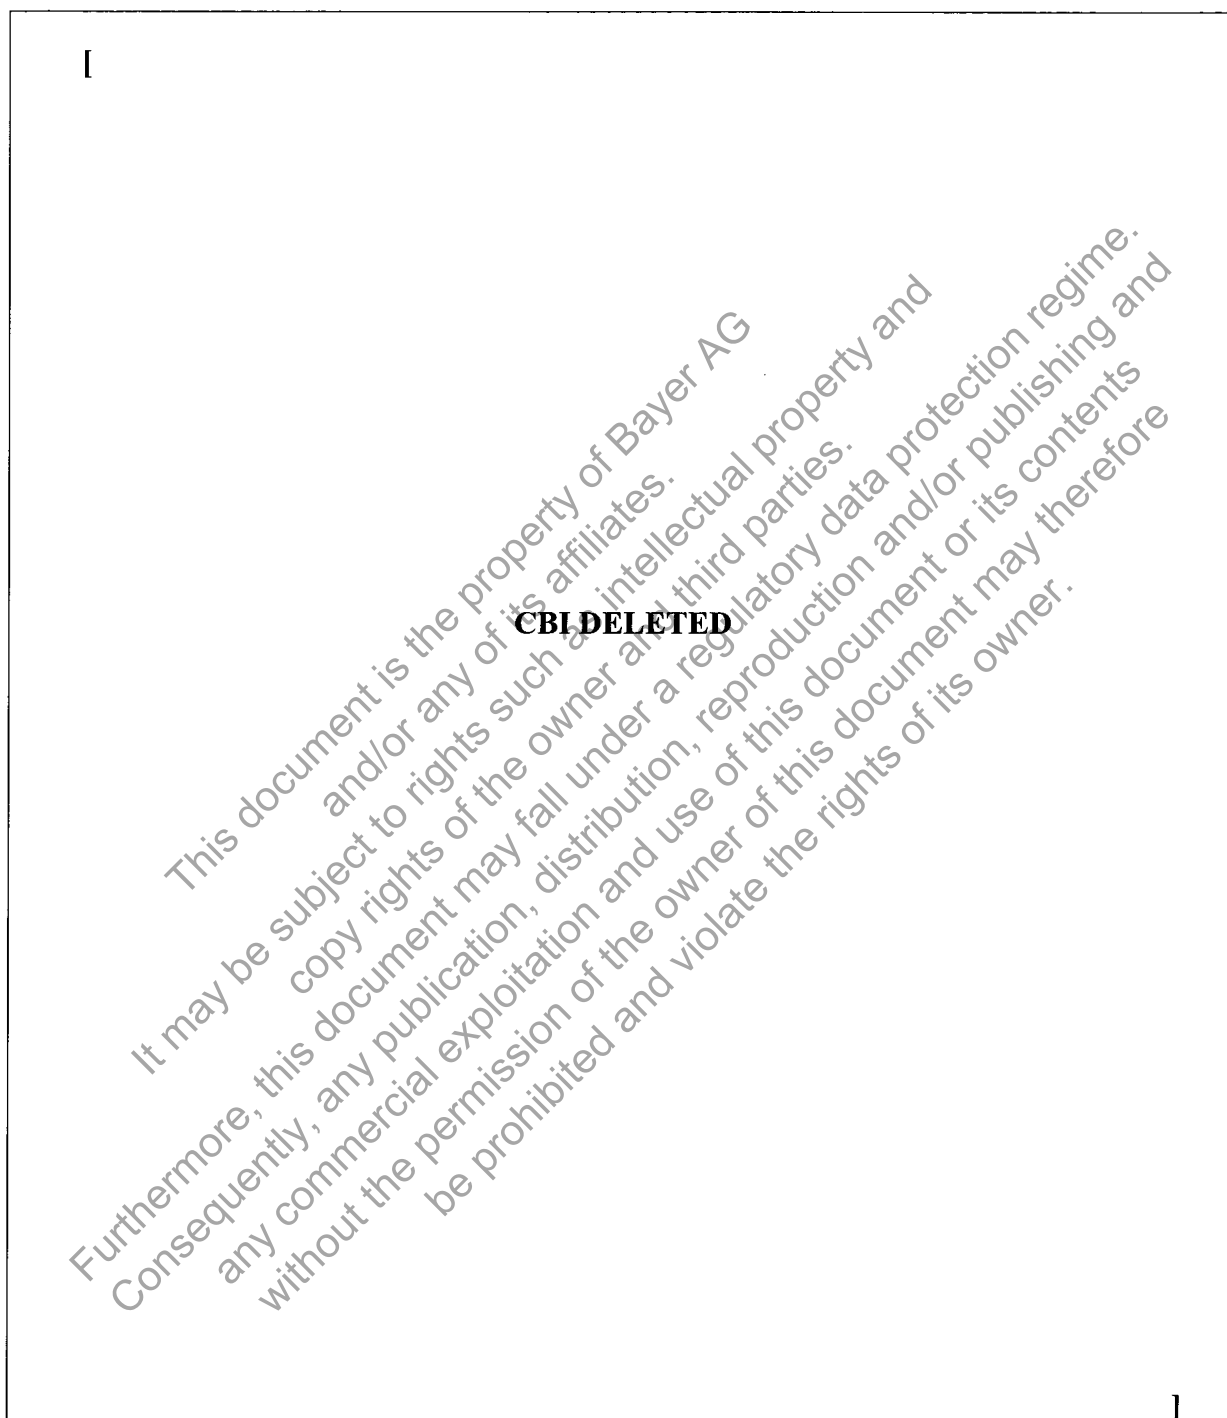 [
CBI DELETED
This document is the property of Bayer AG
and/or any of its affiliates.
It may be subject to rights such as intellectual property and
copy rights of the owner and third parties.
Furthermore, this document may fall under a regulatory data protection regime.
Consequently, any publication, distribution, reproduction and/or publishing and
any commercial exploitation and use of this document or its contents
without the permission of the owner of this document may therefore
be prohibited and violate the rights of its owner.
]